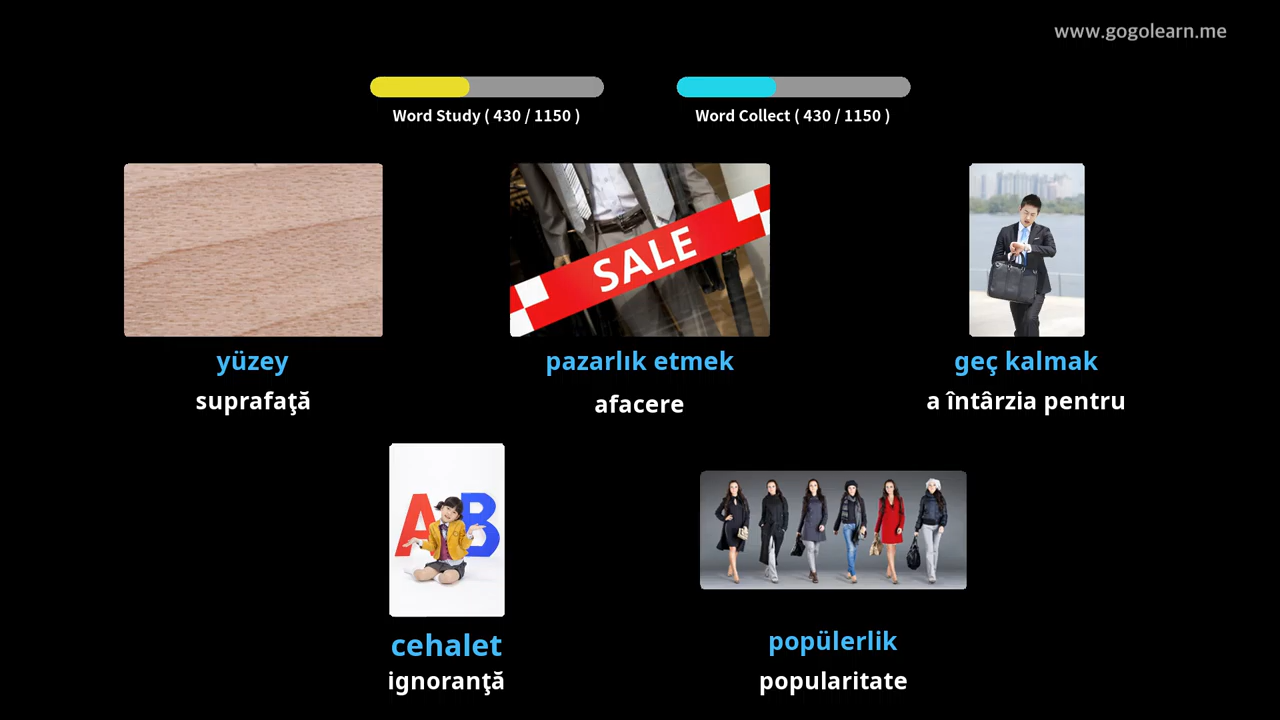 www.gogolearn.me
Word Study ( 430 / 1150 )
Word Collect ( 430 / 1150 )
SALE
yüzey
suprafaţă
pazarlık etmek
afacere
geç kalmak
a întârzia pentru
A B
cehalet
ignoranţă
popülerlik
popularitate